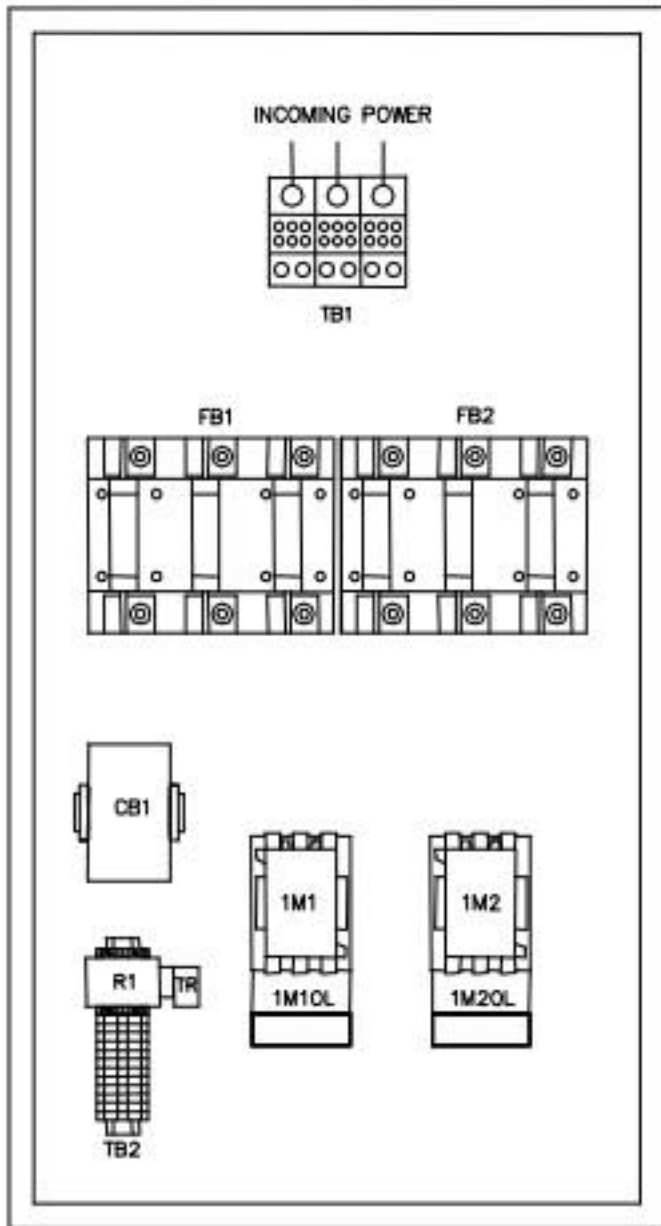 INCOMING POWER
TB1
FB1 FB2
CB1
1M1 1M2
R1 TR
1M1OL 1M2OL
TB2